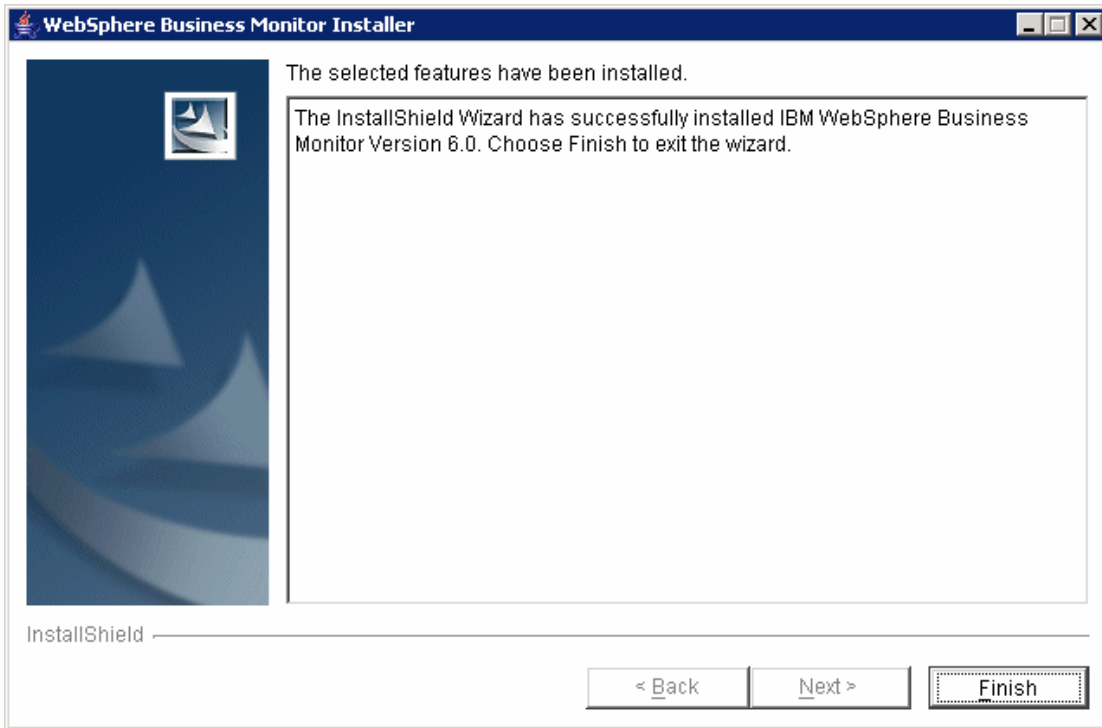 WebSphere Business Monitor Installer
The selected features have been installed.
The InstallShield Wizard has successfully installed IBM WebSphere Business
Monitor Version 6.0. Choose Finish to exit the wizard.
InstallShield
< Back
Next >
Finish